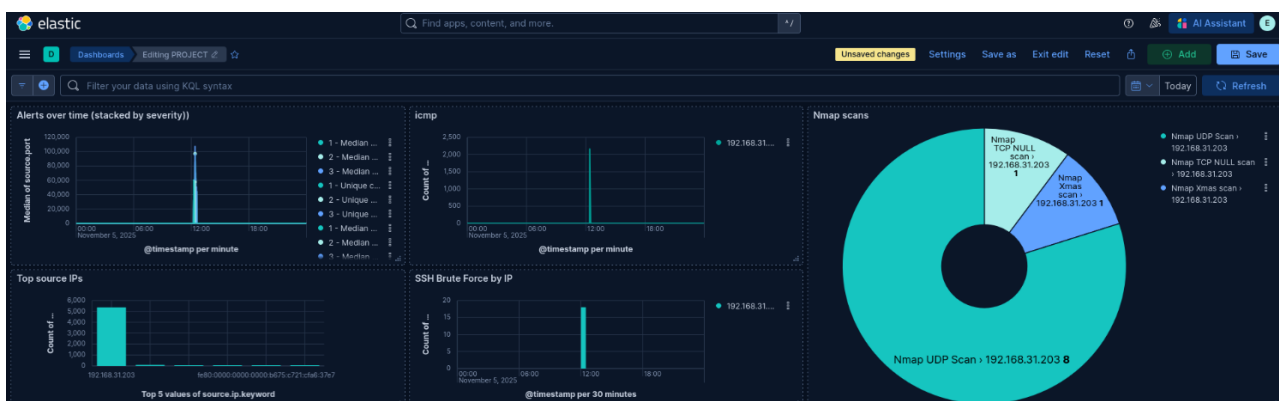 elastic
Find apps, content, and more.
^/
AI Assistant
E
D
Dashboards
Editing PROJECT
Unsaved changes
Settings
Save as
Exit edit
Reset
Add
Save
Filter your data using KQL syntax
Today
Refresh
Alerts over time (stacked by severity))
Median of source.port
120,000
100,000
80,000
60,000
40,000
20,000
0
00:00
06:00
12:00
18:00
November 5, 2025
@timestamp per minute
1 - Median ...
2 - Median ...
3 - Median ...
1 - Unique c...
2 - Unique ...
3 - Unique ...
1 - Median ...
2 - Median ...
3 - Median
icmp
Count of ...
2,500
2,000
1,500
1,000
500
0
00:00
06:00
12:00
18:00
November 5, 2025
@timestamp per minute
192.168.31....
Nmap scans
Nmap
TCP NULL
scan ›
192.168.31.203
1
Nmap
Xmas
scan ›
192.168.31.203 1
Nmap UDP Scan › 192.168.31.203 8
Nmap UDP Scan ›
192.168.31.203
Nmap TCP NULL scan
› 192.168.31.203
Nmap Xmas scan ›
192.168.31.203
Top source IPs
Count of ...
6,000
5,000
4,000
3,000
2,000
1,000
0
192.168.31.203
Top 5 values of source.ip.keyword
SSH Brute Force by IP
Count of ...
20
15
10
5
0
00:00
06:00
12:00
18:00
November 5, 2025
@timestamp per 30 minutes
192.168.31....